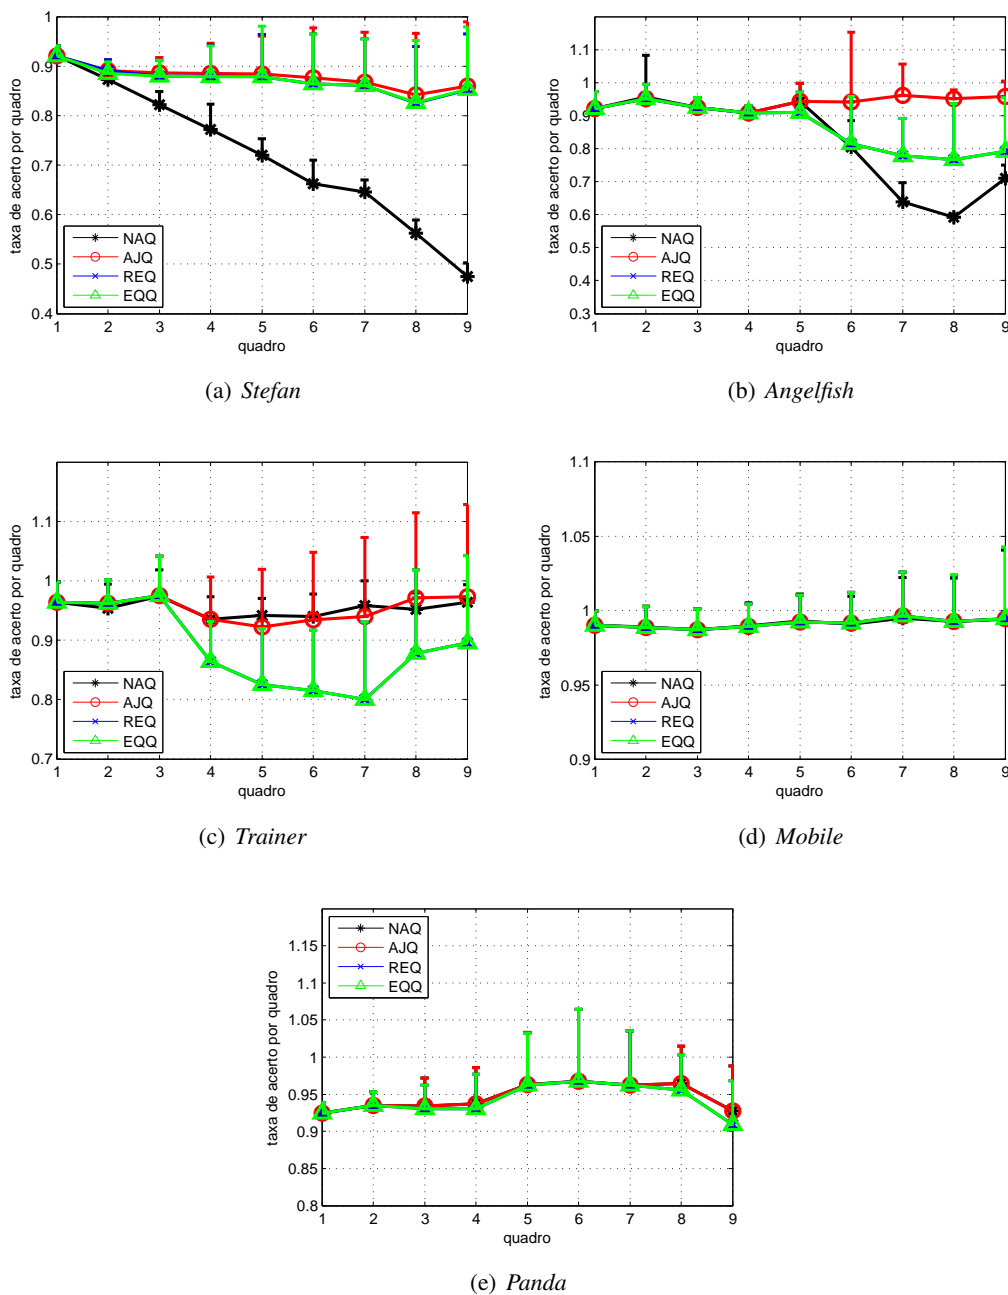 1
0.9
0.8
0.7
0.6
0.5
0.4
taxa de acerto por quadro
NAQ
AJQ
REQ
EQQ
1 2 3 4 5 6 7 8 9
quadro
(a) Stefan
1.1
1
0.9
0.8
0.7
0.6
0.5
0.4
0.3
taxa de acerto por quadro
NAQ
AJQ
REQ
EQQ
1 2 3 4 5 6 7 8 9
quadro
(b) Angelfish
1.1
1
0.9
0.8
0.7
taxa de acerto por quadro
NAQ
AJQ
REQ
EQQ
1 2 3 4 5 6 7 8 9
quadro
(c) Trainer
1.1
1.05
1
0.95
0.9
taxa de acerto por quadro
NAQ
AJQ
REQ
EQQ
1 2 3 4 5 6 7 8 9
quadro
(d) Mobile
1.15
1.1
1.05
1
0.95
0.9
0.85
0.8
taxa de acerto por quadro
NAQ
AJQ
REQ
EQQ
1 2 3 4 5 6 7 8 9
quadro
(e) Panda